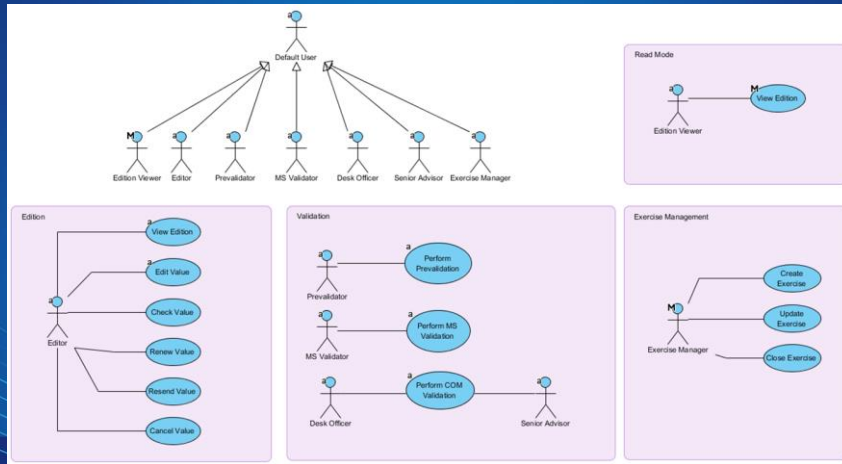 a
Default User
M
a
a
a
a
a
a
Edition Viewer
Editor
Prevalidator
MS Validator
Desk Officer
Senior Advisor
Exercise Manager
Read Mode
a
Edition Viewer
M
View Edition
Edition
a
Editor
a
View Edition
a
Edit Value
Check Value
Renew Value
Resend Value
Cancel Value
Validation
a
Prevalidator
a
Perform
Prevalidation
a
MS Validator
a
Perform MS
Validation
a
Desk Officer
a
Perform COM
Validation
a
Senior Advisor
Exercise Management
M
Exercise Manager
Create
Exercise
Update
Exercise
Close Exercise